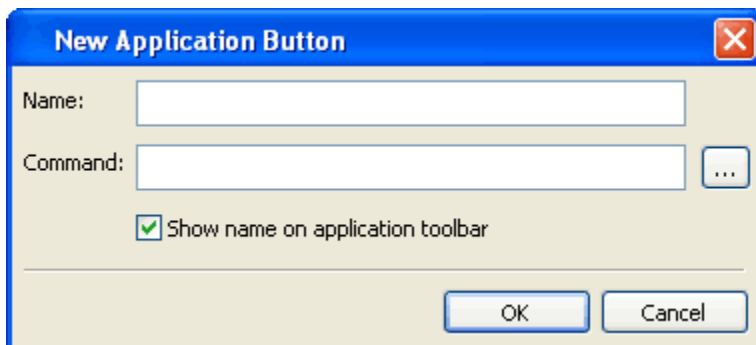 New Application Button
Name:
Command:
...
Show name on application toolbar
OK Cancel